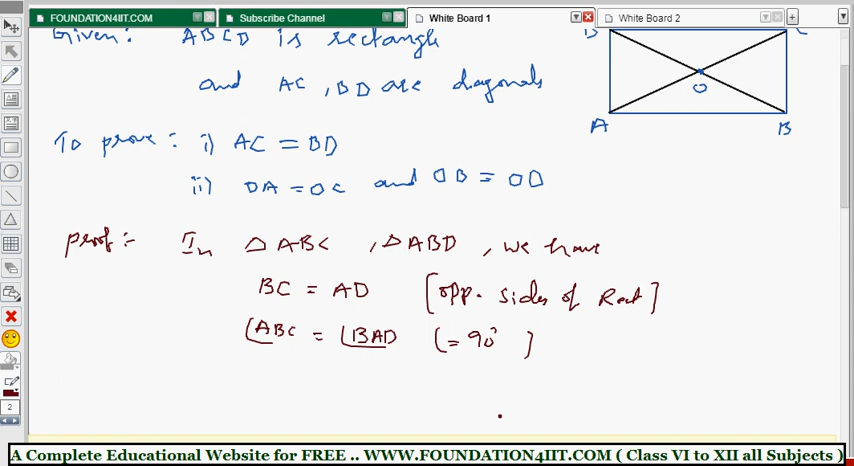 FOUNDATION4IIT.COM Subscribe Channel White Board 1 White Board 2
Given: ABCD is rectangle
and AC, BD are diagonals
O
A B
To prove: i) AC = BD
ii) OA = OC and OB = OD
Proof:- In △ABC, △ABD, we have
BC = AD [opp. sides of Rect]
∠ABC = ∠BAD (= 90°]
2
A Complete Educational Website for FREE .. WWW.FOUNDATION4IIT.COM ( Class VI to XII all Subjects )